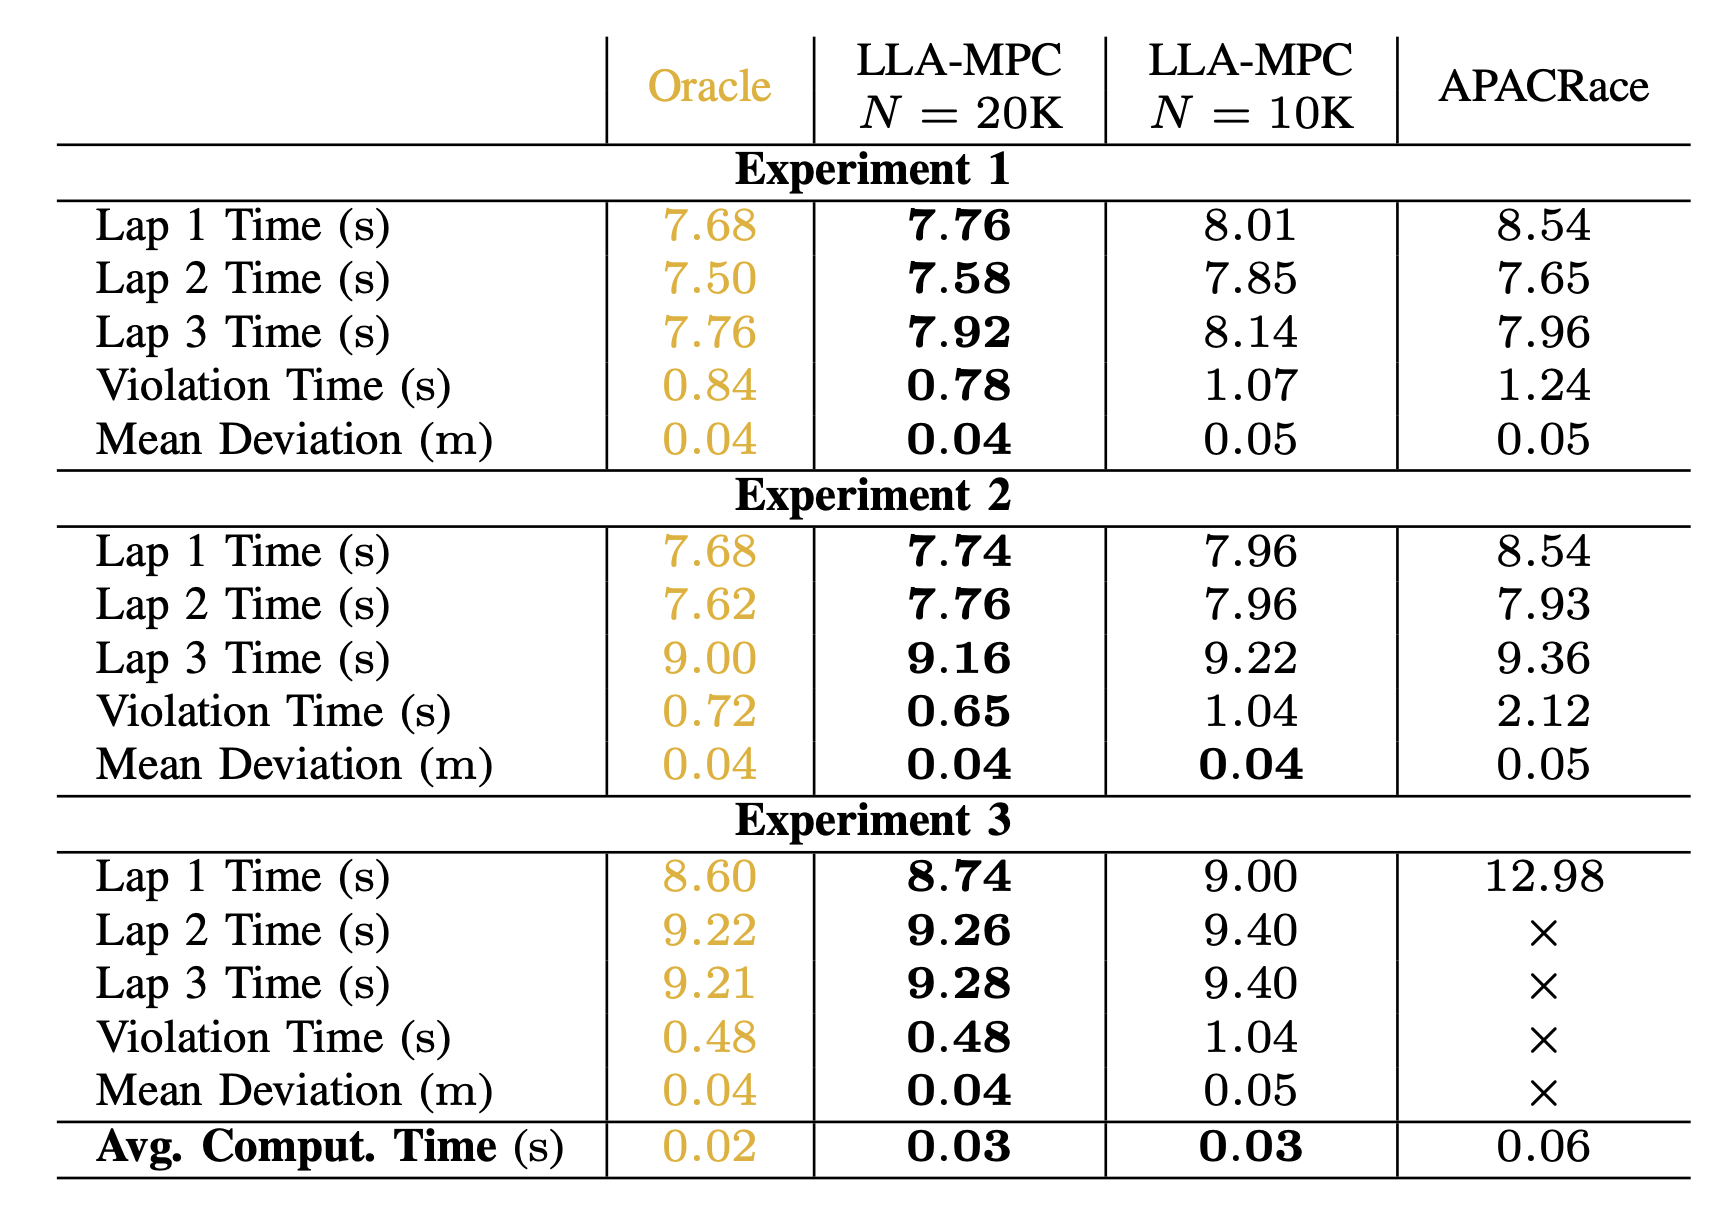 Oracle | LLA-MPC N = 20K | LLA-MPC N = 10K | APACRace
Experiment 1
Lap 1 Time (s) | 7.68 | 7.76 | 8.01 | 8.54
Lap 2 Time (s) | 7.50 | 7.58 | 7.85 | 7.65
Lap 3 Time (s) | 7.76 | 7.92 | 8.14 | 7.96
Violation Time (s) | 0.84 | 0.78 | 1.07 | 1.24
Mean Deviation (m) | 0.04 | 0.04 | 0.05 | 0.05
Experiment 2
Lap 1 Time (s) | 7.68 | 7.74 | 7.96 | 8.54
Lap 2 Time (s) | 7.62 | 7.76 | 7.96 | 7.93
Lap 3 Time (s) | 9.00 | 9.16 | 9.22 | 9.36
Violation Time (s) | 0.72 | 0.65 | 1.04 | 2.12
Mean Deviation (m) | 0.04 | 0.04 | 0.04 | 0.05
Experiment 3
Lap 1 Time (s) | 8.60 | 8.74 | 9.00 | 12.98
Lap 2 Time (s) | 9.22 | 9.26 | 9.40 | ×
Lap 3 Time (s) | 9.21 | 9.28 | 9.40 | ×
Violation Time (s) | 0.48 | 0.48 | 1.04 | ×
Mean Deviation (m) | 0.04 | 0.04 | 0.05 | ×
Avg. Comput. Time (s) | 0.02 | 0.03 | 0.03 | 0.06